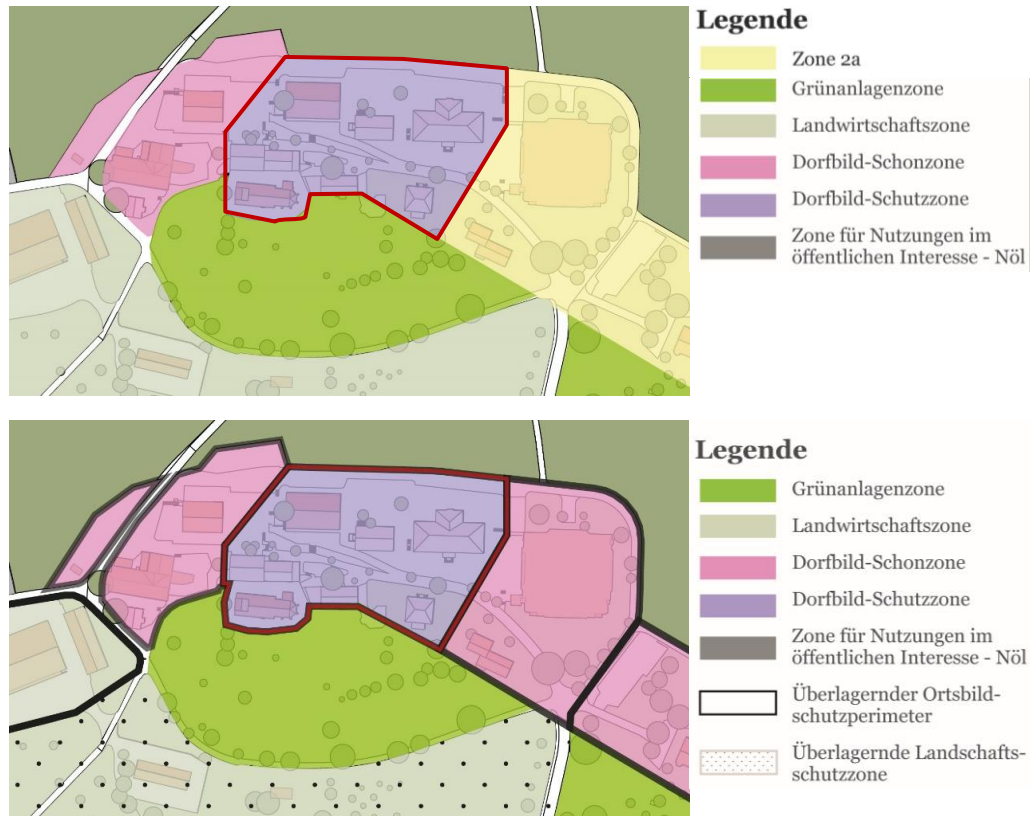 Legende
Zone 2a
Grünanlagenzone
Landwirtschaftszone
Dorfbild-Schonzone
Dorfbild-Schutzzone
Zone für Nutzungen im
öffentlichen Interesse - Nöl
Legende
Grünanlagenzone
Landwirtschaftszone
Dorfbild-Schonzone
Dorfbild-Schutzzone
Zone für Nutzungen im
öffentlichen Interesse - Nöl
Überlagernder Ortsbild-
schutzperimeter
Überlagernde Landschafts-
schutzzone